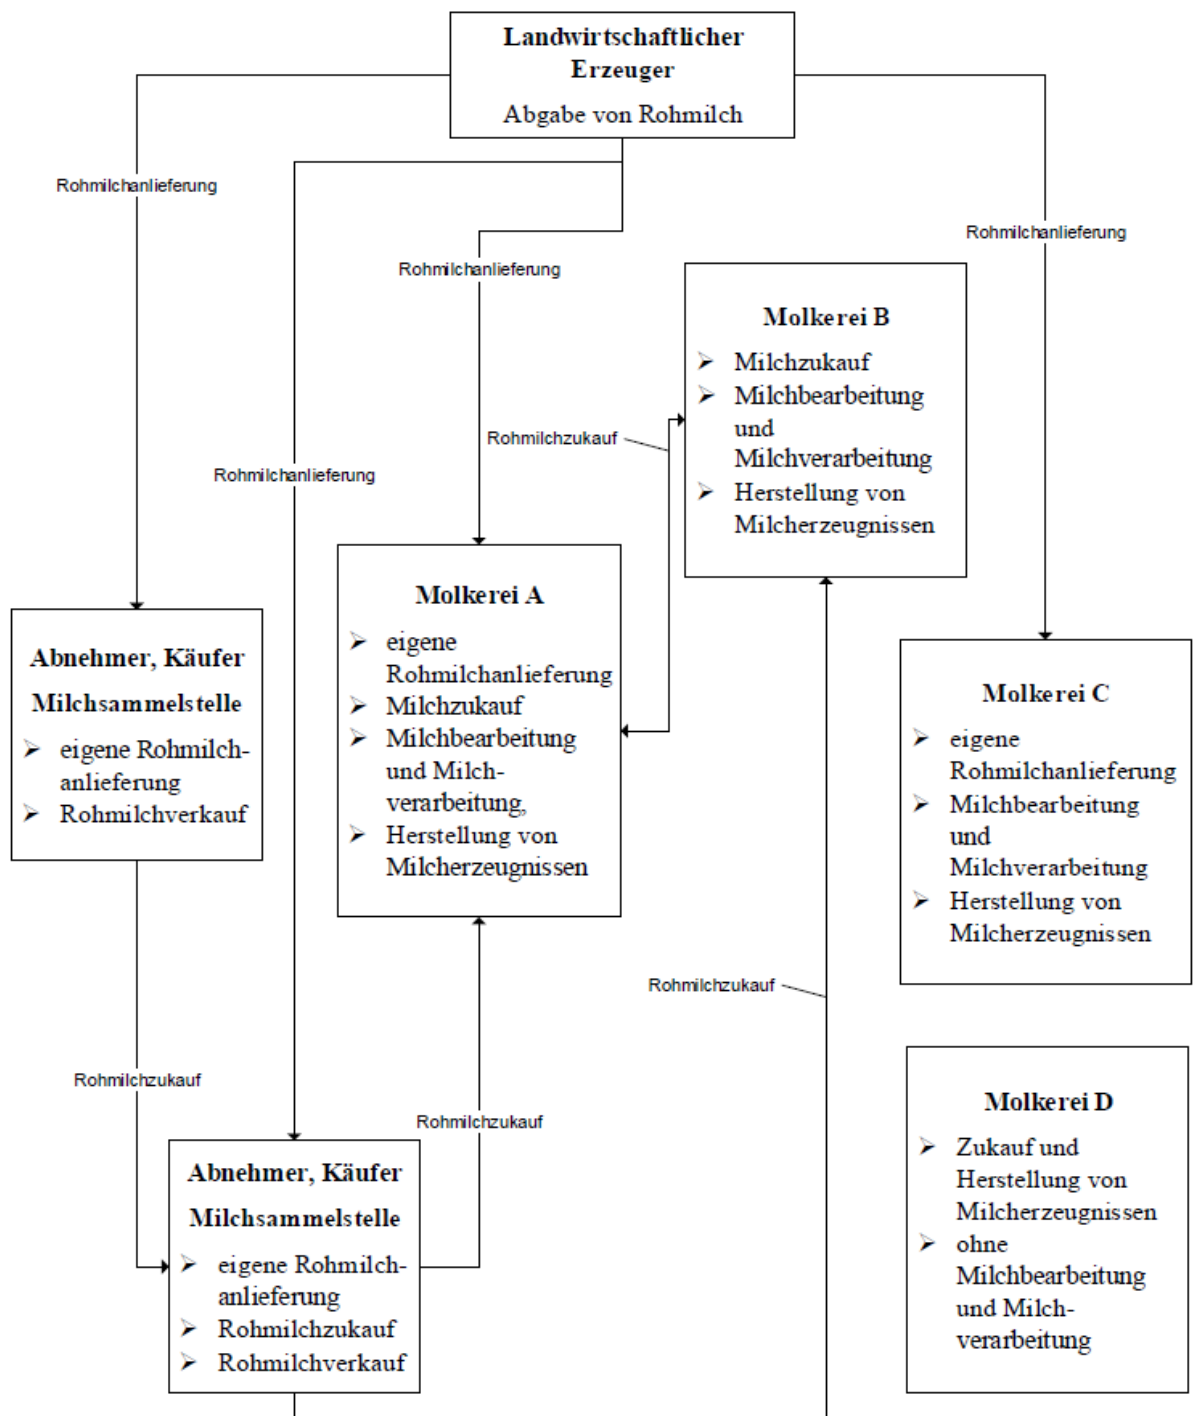 Landwirtschaftlicher
Erzeuger
Abgabe von Rohmilch
Rohmilchanlieferung
Rohmilchanlieferung
Rohmilchanlieferung
Molkerei B
➢ Milchzukauf
➢ Milchbearbeitung
und
Milchverarbeitung
➢ Herstellung von
Milcherzeugnissen
Rohmilchzukauf
Rohmilchanlieferung
Molkerei A
➢ eigene
Rohmilchanlieferung
➢ Milchzukauf
➢ Milchbearbeitung
und Milch-
verarbeitung,
➢ Herstellung von
Milcherzeugnissen
Abnehmer, Käufer
Milchsammelstelle
➢ eigene Rohmilch-
anlieferung
➢ Rohmilchverkauf
Molkerei C
➢ eigene
Rohmilchanlieferung
➢ Milchbearbeitung
und
Milchverarbeitung
➢ Herstellung von
Milcherzeugnissen
Rohmilchzukauf
Rohmilchzukauf
Rohmilchzukauf
Abnehmer, Käufer
Milchsammelstelle
➢ eigene Rohmilch-
anlieferung
➢ Rohmilchzukauf
➢ Rohmilchverkauf
Molkerei D
➢ Zukauf und
Herstellung von
Milcherzeugnissen
➢ ohne
Milchbearbeitung
und Milch-
verarbeitung